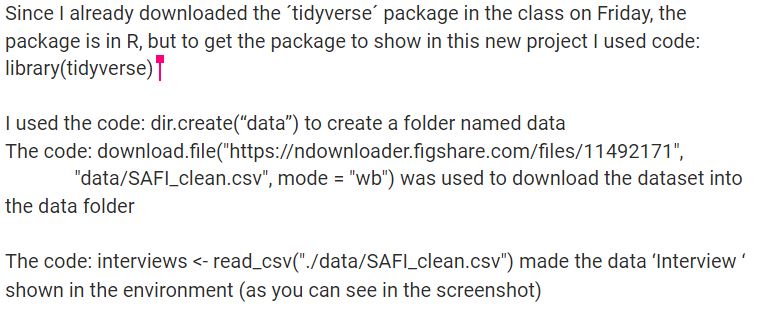 Since I already downloaded the ´tidyverse´ package in the class on Friday, the
package is in R, but to get the package to show in this new project I used code:
library(tidyverse)
I used the code: dir.create(“data”) to create a folder named data
The code: download.file("https://ndownloader.figshare.com/files/11492171",
"data/SAFI_clean.csv", mode = "wb") was used to download the dataset into
the data folder
The code: interviews <- read_csv("./data/SAFI_clean.csv") made the data ‘Interview ‘
shown in the environment (as you can see in the screenshot)